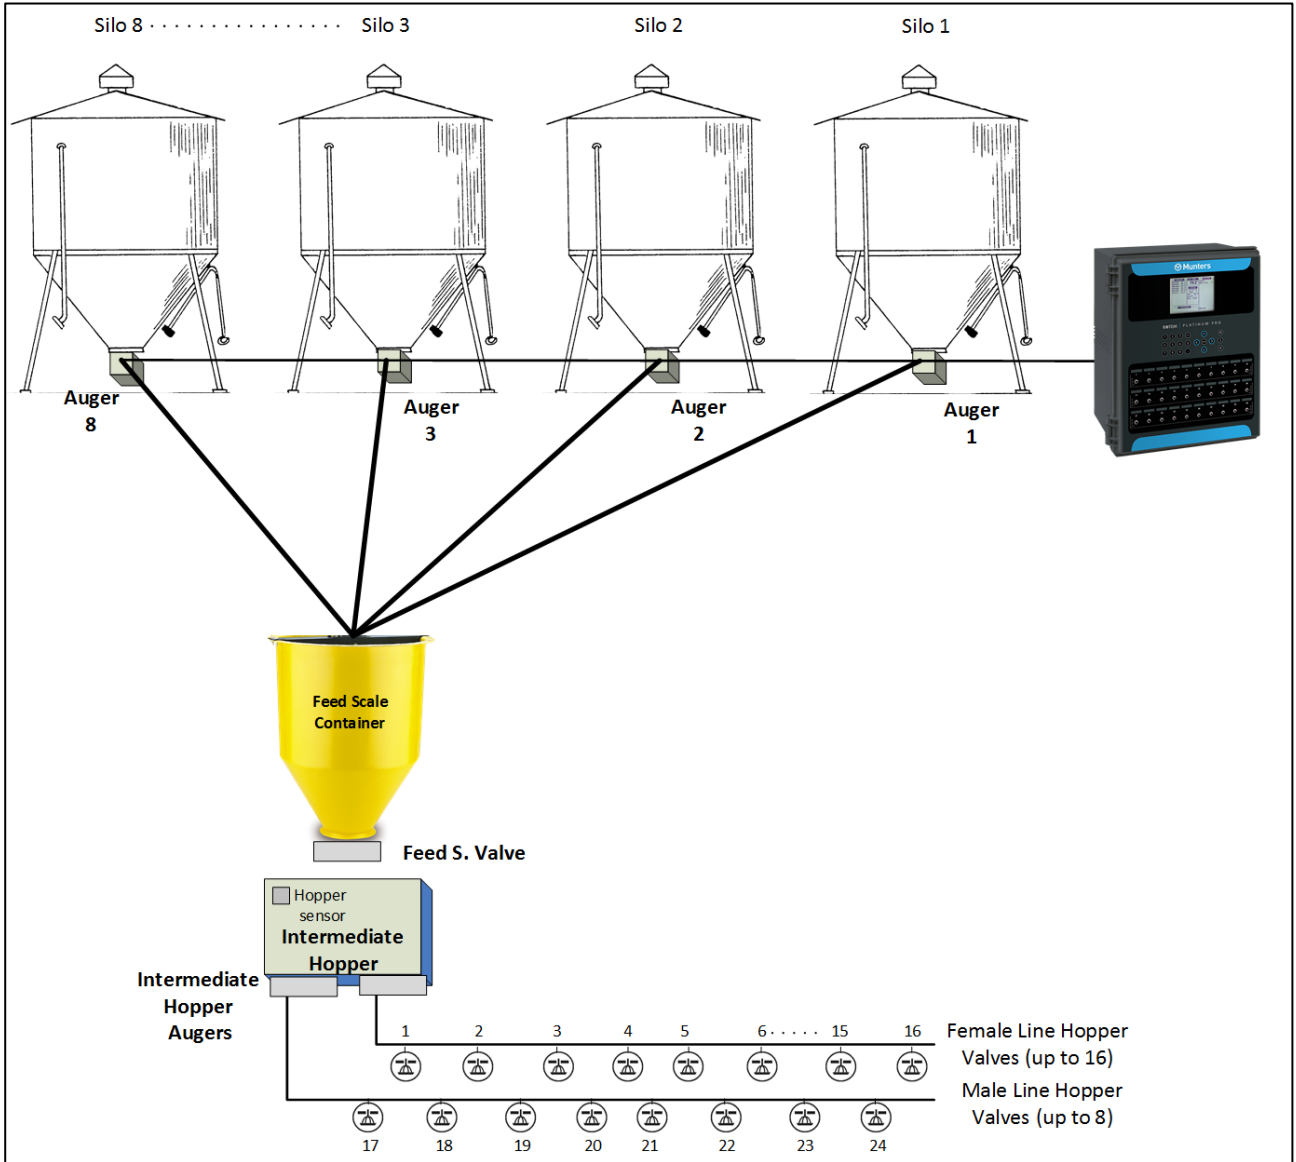 Silo 8 · · · · · · · · · · · · · · · · Silo 3
Silo 2
Silo 1
Munters
PLATINUM PRO
Auger
8
Auger
3
Auger
2
Auger
1
Feed Scale
Container
Feed S. Valve
Hopper
sensor
Intermediate
Hopper
Intermediate
Hopper
Augers
1 2 3 4 5 6 · · · · · 15 16
Female Line Hopper
Valves (up to 16)
Male Line Hopper
Valves (up to 8)
17 18 19 20 21 22 23 24